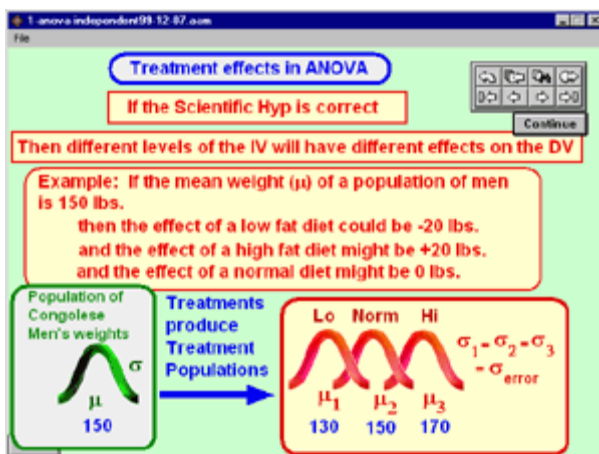 1-anova independent99-12-07.aam
File
Treatment effects in ANOVA
If the Scientific Hyp is correct
Continue
Then different levels of the IV will have different effects on the DV
Example: If the mean weight (μ) of a population of men
is 150 lbs.
then the effect of a low fat diet could be -20 lbs.
and the effect of a high fat diet might be +20 lbs.
and the effect of a normal diet might be 0 lbs.
Population of
Congolese
Men's weights
σ
μ
150
Treatments
produce
Treatment
Populations
Lo Norm Hi
σ1 = σ2 = σ3
= σerror
μ1 μ2 μ3
130 150 170